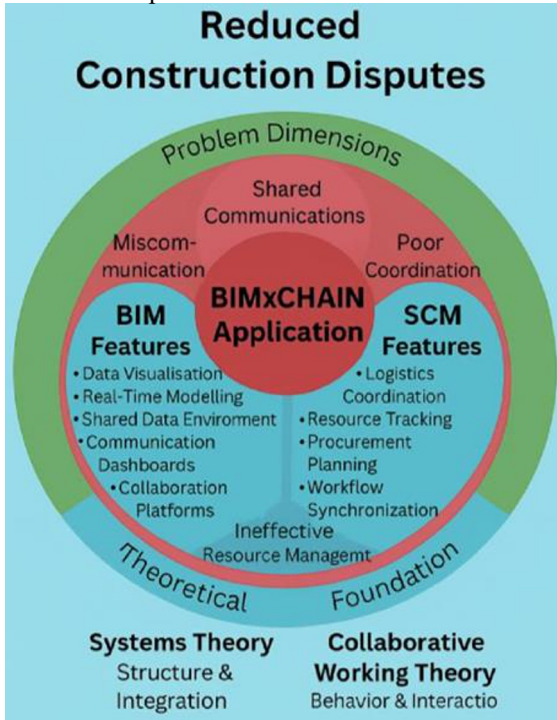 Reduced
Construction Disputes
Problem Dimensions
Shared
Communications
Miscom-
munication
Poor
Coordination
BIMxCHAIN
Application
BIM
Features
• Data Visualisation
• Real-Time Modelling
• Shared Data Enviroment
• Communication
Dashboards
• Collaboration
Platforms
SCM
Features
• Logistics
Coordination
• Resource Tracking
• Procurement
Planning
• Workflow
Synchronization
Ineffective
Resource Managemt
Theoretical
Foundation
Systems Theory
Structure &
Integration
Collaborative
Working Theory
Behavior & Interactio